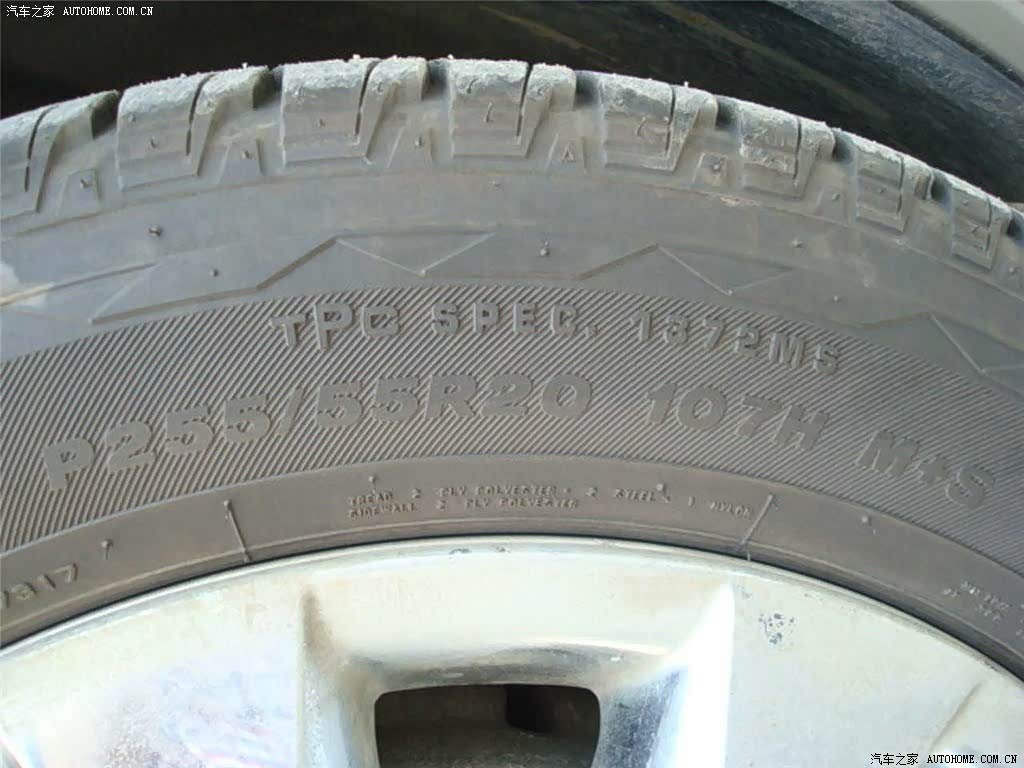 汽车之家 AUTOHOME.COM.CN
TPC SPEC. 1372MS
P255/55R20 107H M+S
TREAD 2 PLY POLYESTER + 2 STEEL + 1 NYLON
SIDEWALL 2 PLY POLYESTER
317
汽车之家 AUTOHOME.COM.CN